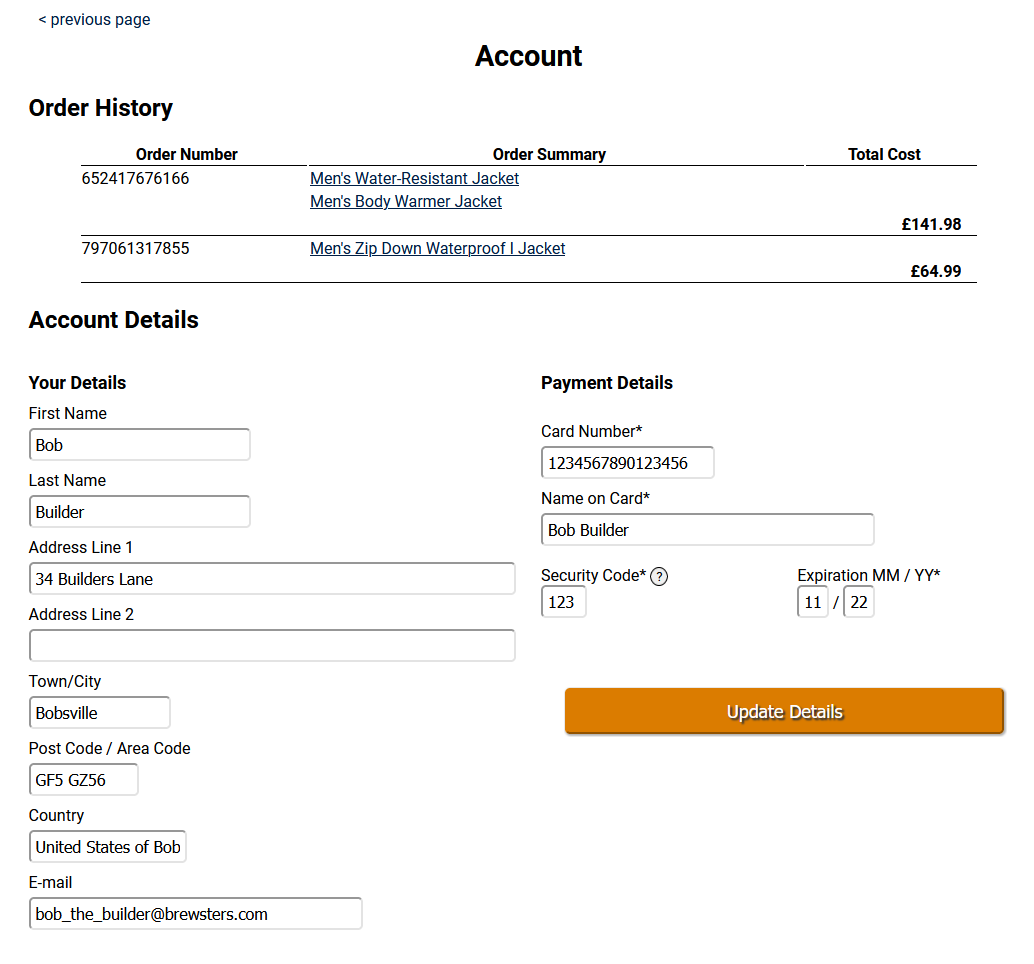 < previous page
Account
Order History
Order Number Order Summary Total Cost
652417676166 Men's Water-Resistant Jacket
Men's Body Warmer Jacket
£141.98
797061317855 Men's Zip Down Waterproof I Jacket
£64.99
Account Details
Your Details
First Name
Bob
Last Name
Builder
Address Line 1
34 Builders Lane
Address Line 2
Town/City
Bobsville
Post Code / Area Code
GF5 GZ56
Country
United States of Bob
E-mail
bob_the_builder@brewsters.com
Payment Details
Card Number*
1234567890123456
Name on Card*
Bob Builder
Security Code* ? Expiration MM / YY*
123 11 / 22
Update Details